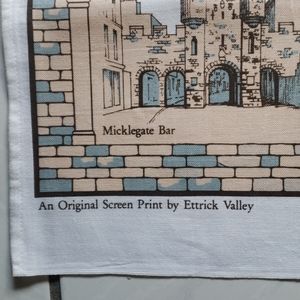 Micklegate Bar
An Original Screen Print by Ettrick Valley